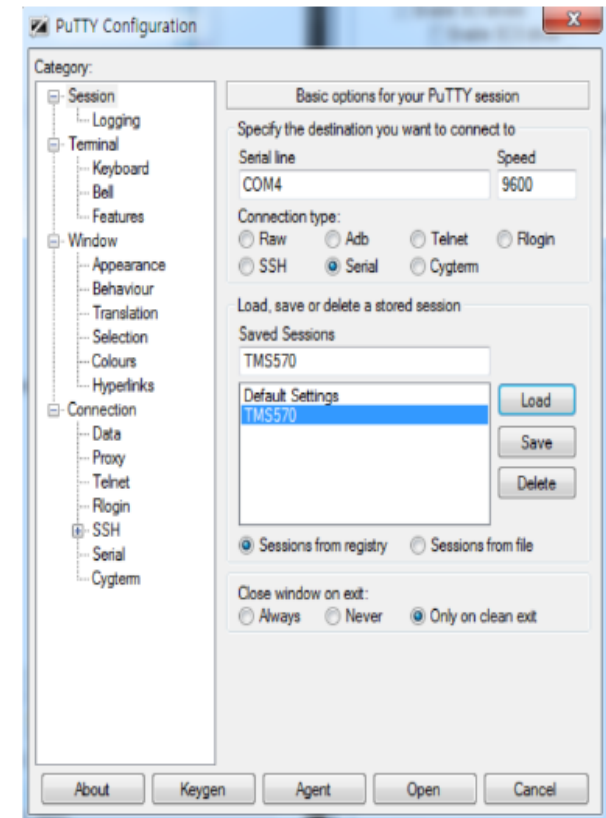 PuTTY Configuration
Category:
Session
Logging
Terminal
Keyboard
Bell
Features
Window
Appearance
Behaviour
Translation
Selection
Colours
Hyperlinks
Connection
Data
Proxy
Telnet
Rlogin
SSH
Serial
Cygterm
Basic options for your PuTTY session
Specify the destination you want to connect to
Serial line Speed
COM4 9600
Connection type:
Raw Adb Telnet Rlogin
SSH Serial Cygterm
Load, save or delete a stored session
Saved Sessions
TMS570
Default Settings
TMS570
Load
Save
Delete
Sessions from registry Sessions from file
Close window on exit:
Always Never Only on clean exit
About Keygen Agent Open Cancel